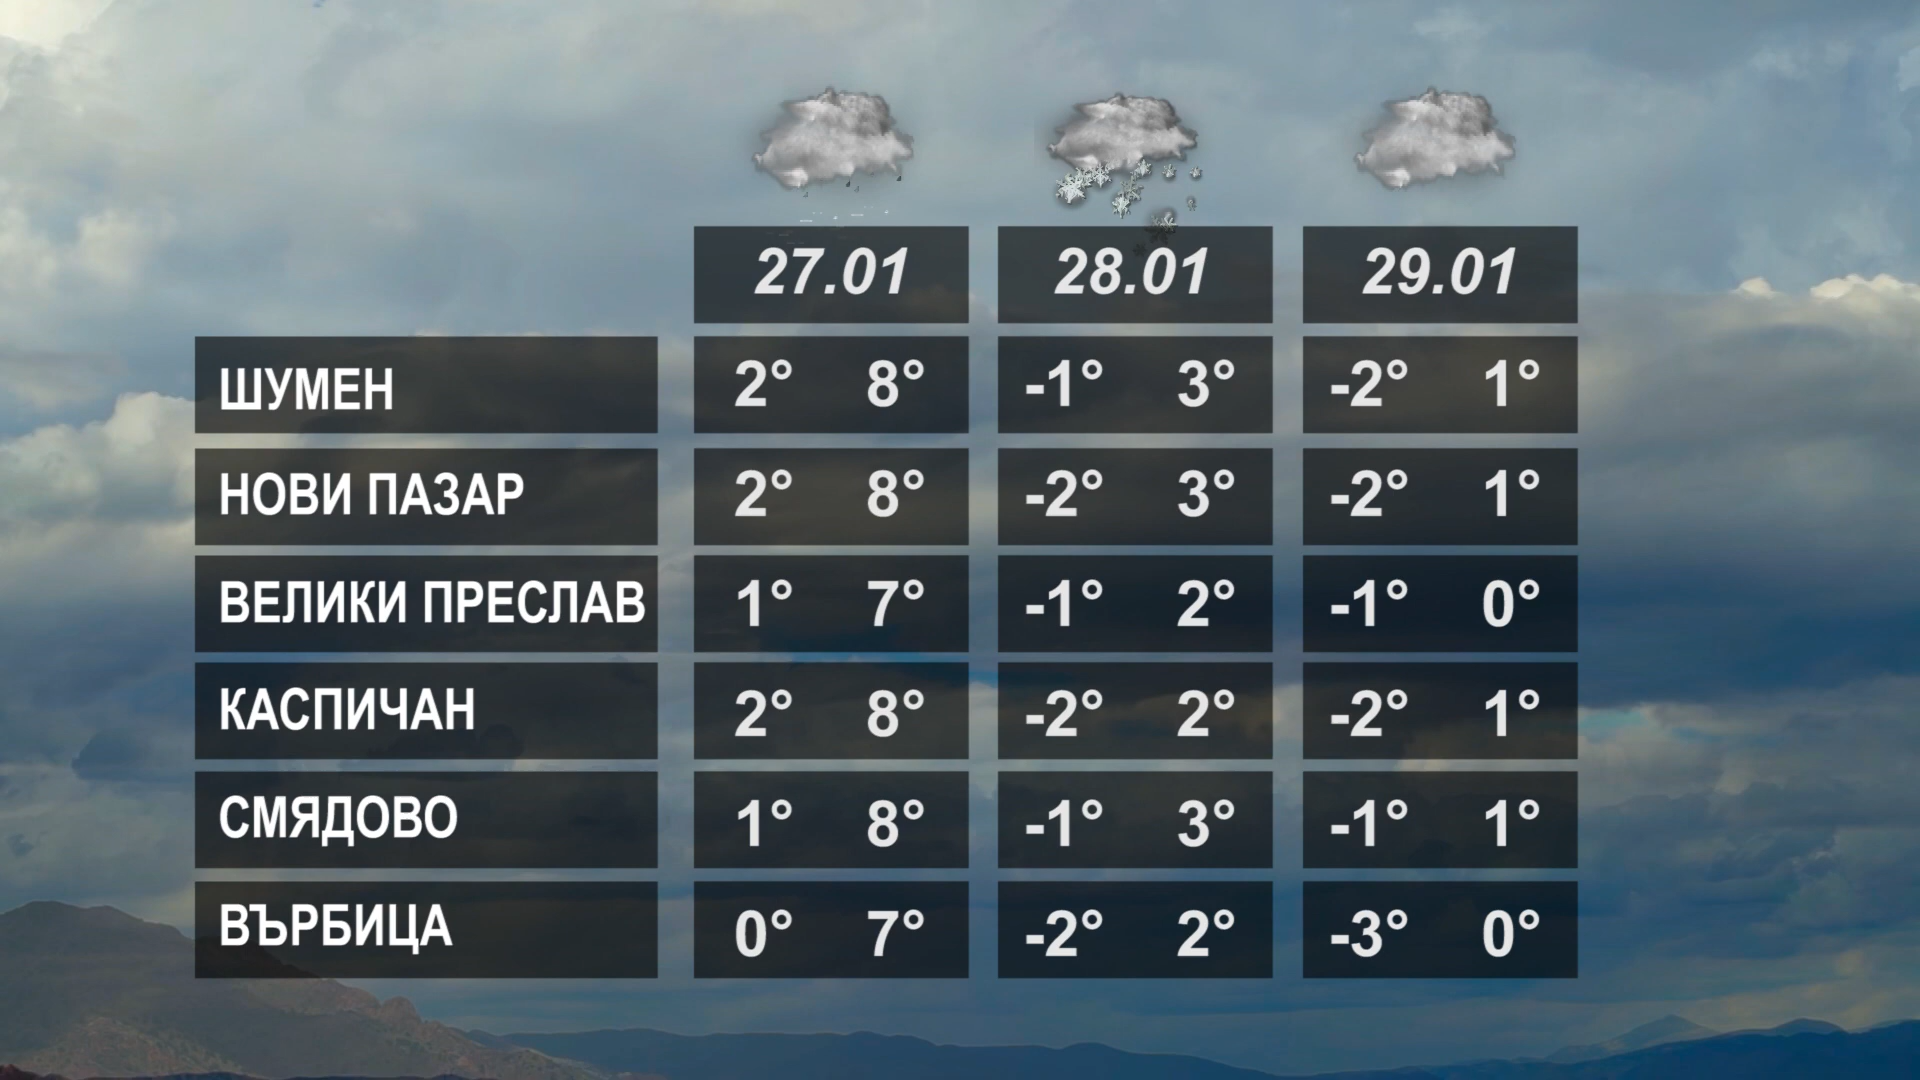 27.01 28.01 29.01
ШУМЕН 2° 8° -1° 3° -2° 1°
НОВИ ПАЗАР 2° 8° -2° 3° -2° 1°
ВЕЛИКИ ПРЕСЛАВ 1° 7° -1° 2° -1° 0°
КАСПИЧАН 2° 8° -2° 2° -2° 1°
СМЯДОВО 1° 8° -1° 3° -1° 1°
ВЪРБИЦА 0° 7° -2° 2° -3° 0°